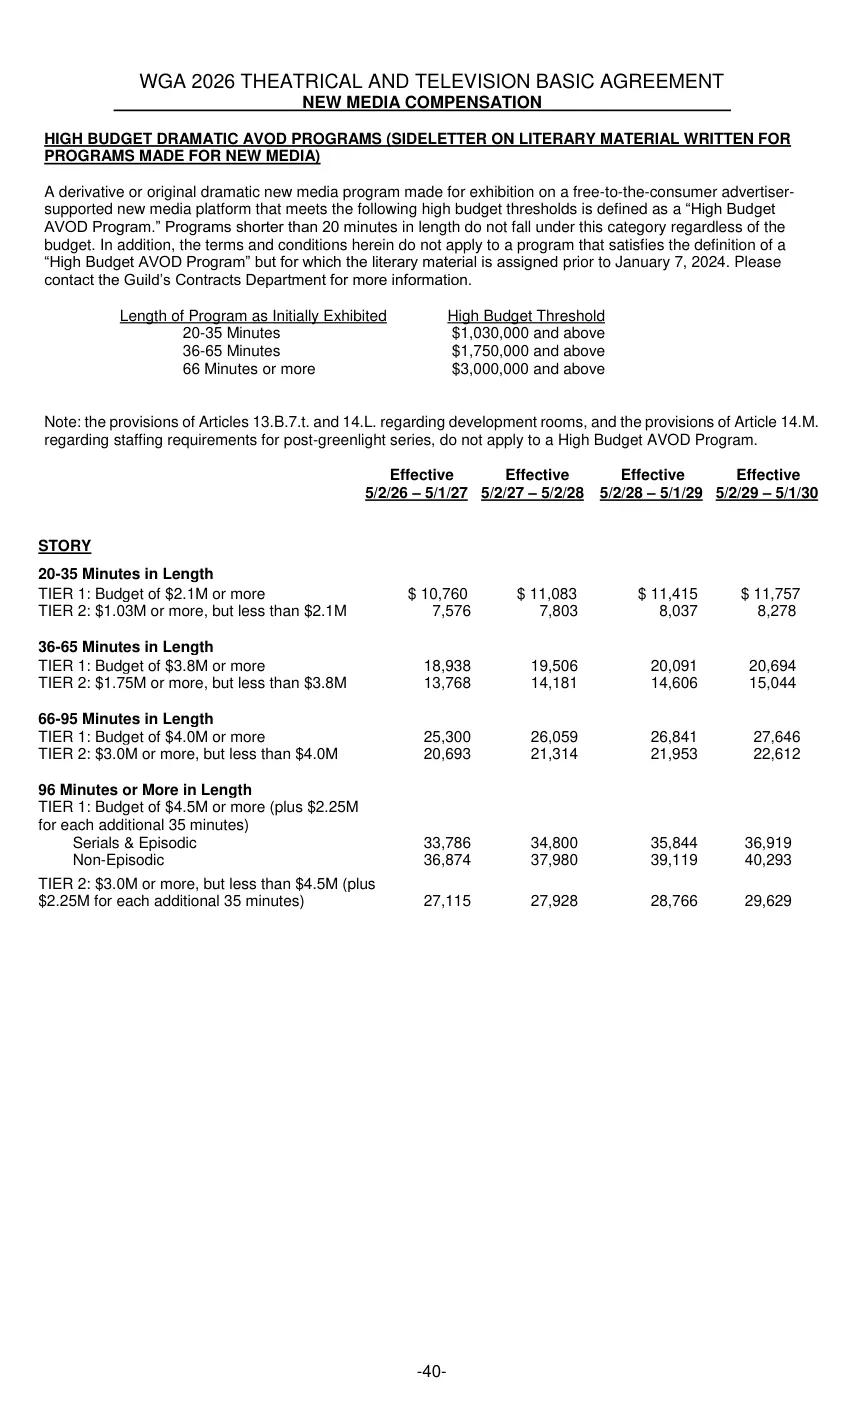 WGA 2026 THEATRICAL AND TELEVISION BASIC AGREEMENT
NEW MEDIA COMPENSATION
HIGH BUDGET DRAMATIC AVOD PROGRAMS (SIDELETTER ON LITERARY MATERIAL WRITTEN FOR
PROGRAMS MADE FOR NEW MEDIA)
A derivative or original dramatic new media program made for exhibition on a free-to-the-consumer advertiser-
supported new media platform that meets the following high budget thresholds is defined as a “High Budget
AVOD Program.” Programs shorter than 20 minutes in length do not fall under this category regardless of the
budget. In addition, the terms and conditions herein do not apply to a program that satisfies the definition of a
“High Budget AVOD Program” but for which the literary material is assigned prior to January 7, 2024. Please
contact the Guild’s Contracts Department for more information.
Length of Program as Initially Exhibited High Budget Threshold
20-35 Minutes $1,030,000 and above
36-65 Minutes $1,750,000 and above
66 Minutes or more $3,000,000 and above
Note: the provisions of Articles 13.B.7.t. and 14.L. regarding development rooms, and the provisions of Article 14.M.
regarding staffing requirements for post-greenlight series, do not apply to a High Budget AVOD Program.
Effective Effective Effective Effective
5/2/26 – 5/1/27 5/2/27 – 5/2/28 5/2/28 – 5/1/29 5/2/29 – 5/1/30
STORY
20-35 Minutes in Length
TIER 1: Budget of $2.1M or more $ 10,760 $ 11,083 $ 11,415 $ 11,757
TIER 2: $1.03M or more, but less than $2.1M 7,576 7,803 8,037 8,278
36-65 Minutes in Length
TIER 1: Budget of $3.8M or more 18,938 19,506 20,091 20,694
TIER 2: $1.75M or more, but less than $3.8M 13,768 14,181 14,606 15,044
66-95 Minutes in Length
TIER 1: Budget of $4.0M or more 25,300 26,059 26,841 27,646
TIER 2: $3.0M or more, but less than $4.0M 20,693 21,314 21,953 22,612
96 Minutes or More in Length
TIER 1: Budget of $4.5M or more (plus $2.25M
for each additional 35 minutes)
Serials & Episodic 33,786 34,800 35,844 36,919
Non-Episodic 36,874 37,980 39,119 40,293
TIER 2: $3.0M or more, but less than $4.5M (plus
$2.25M for each additional 35 minutes) 27,115 27,928 28,766 29,629
-40-